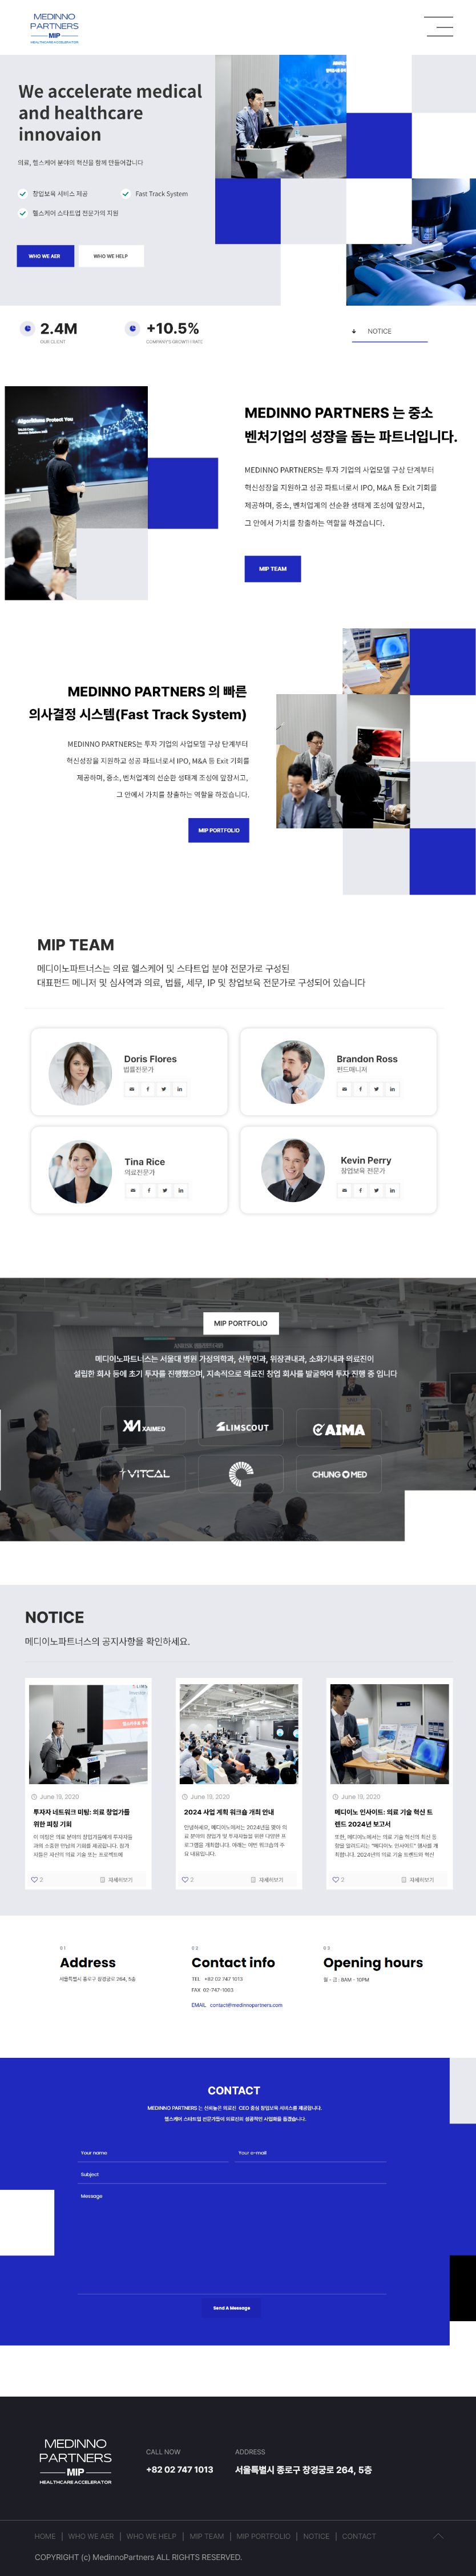 MEDINNO
PARTNERS
MIP
HEALTHCARE ACCELERATOR
We accelerate medical
and healthcare
innovaion
의료, 헬스케어 분야의 혁신을 함께 만들어갑니다
창업보육 서비스 제공
Fast Track System
헬스케어 스타트업 전문가의 지원
WHO WE AER
WHO WE HELP
2.4M
OUR CLIENT
+10.5%
COMPANY'S GROWTH RATE
NOTICE
MEDINNO PARTNERS 는 중소
벤처기업의 성장을 돕는 파트너입니다.
MEDINNO PARTNERS는 투자 기업의 사업모델 구상 단계부터
혁신성장을 지원하고 성공 파트너로서 IPO, M&A 등 Exit 기회를
제공하며, 중소, 벤처업계의 선순환 생태계 조성에 앞장서고,
그 안에서 가치를 창출하는 역할을 하겠습니다.
MIP TEAM
MEDINNO PARTNERS 의 빠른
의사결정 시스템(Fast Track System)
MEDINNO PARTNERS는 투자 기업의 사업모델 구상 단계부터
혁신성장을 지원하고 성공 파트너로서 IPO, M&A 등 Exit 기회를
제공하며, 중소, 벤처업계의 선순환 생태계 조성에 앞장서고,
그 안에서 가치를 창출하는 역할을 하겠습니다.
MIP PORTFOLIO
MIP TEAM
메디이노파트너스는 의료 헬스케어 및 스타트업 분야 전문가로 구성된
대표펀드 메니저 및 심사역과 의료, 법률, 세무, IP 및 창업보육 전문가로 구성되어 있습니다
Doris Flores
법률전문가
Brandon Ross
펀드매니저
Tina Rice
의료전문가
Kevin Perry
창업보육 전문가
MIP PORTFOLIO
메디이노파트너스는 서울대 병원 가정의학과, 산부인과, 위장관내과, 소화기내과 의료진이
설립한 회사 등에 초기 투자를 진행했으며, 지속적으로 의료진 창업 회사를 발굴하여 투자 진행 중 입니다
XAIMED
SLIMSCOUT
AIMA
VITCAL
CHUNG MED
NOTICE
메디이노파트너스의 공지사항을 확인하세요.
June 19, 2020
투자자 네트워크 미팅: 의료 창업가를
위한 피칭 기회
이 미팅은 의료 분야의 창업가들에게 투자자들
과의 소중한 만남의 기회를 제공합니다. 참가
자들은 자신의 의료 기술 또는 프로젝트에
2
자세히보기
June 19, 2020
2024 사업 계획 워크숍 개최 안내
안녕하세요, 메디이노에서는 2024년을 맞아 의
료 분야의 창업가 및 투자자들을 위한 다양한 프
로그램을 개최합니다. 아래는 이번 워크숍의 주
요 내용입니다.
2
자세히보기
June 19, 2020
메디이노 인사이트: 의료 기술 혁신 트
렌드 2024년 보고서
또한, 메디이노에서는 의료 기술 혁신의 최신 동
향을 알려드리는 "메디이노 인사이트" 행사를 개
최합니다. 2024년의 의료 기술 트렌드와 혁신
2
자세히보기
01
Address
서울특별시 종로구 창경궁로 264, 5층
02
Contact info
TEL +82 02 747 1013
FAX 02-747-1003
EMAIL contact@medinnopartners.com
03
Opening hours
월 - 금 : 8AM - 10PM
CONTACT
MEDINNO PARTNERS 는 신뢰높은 의료진 CEO 중심 창업보육 서비스를 제공합니다.
헬스케어 스타트업 전문가들이 의료진의 성공적인 사업화를 돕겠습니다.
Your name
Your e-mail
Subject
Message
Send A Message
MEDINNO
PARTNERS
MIP
HEALTHCARE ACCELERATOR
CALL NOW
+82 02 747 1013
ADDRESS
서울특별시 종로구 창경궁로 264, 5층
HOME | WHO WE AER | WHO WE HELP | MIP TEAM | MIP PORTFOLIO | NOTICE | CONTACT
COPYRIGHT (c) MedinnoPartners ALL RIGHTS RESERVED.